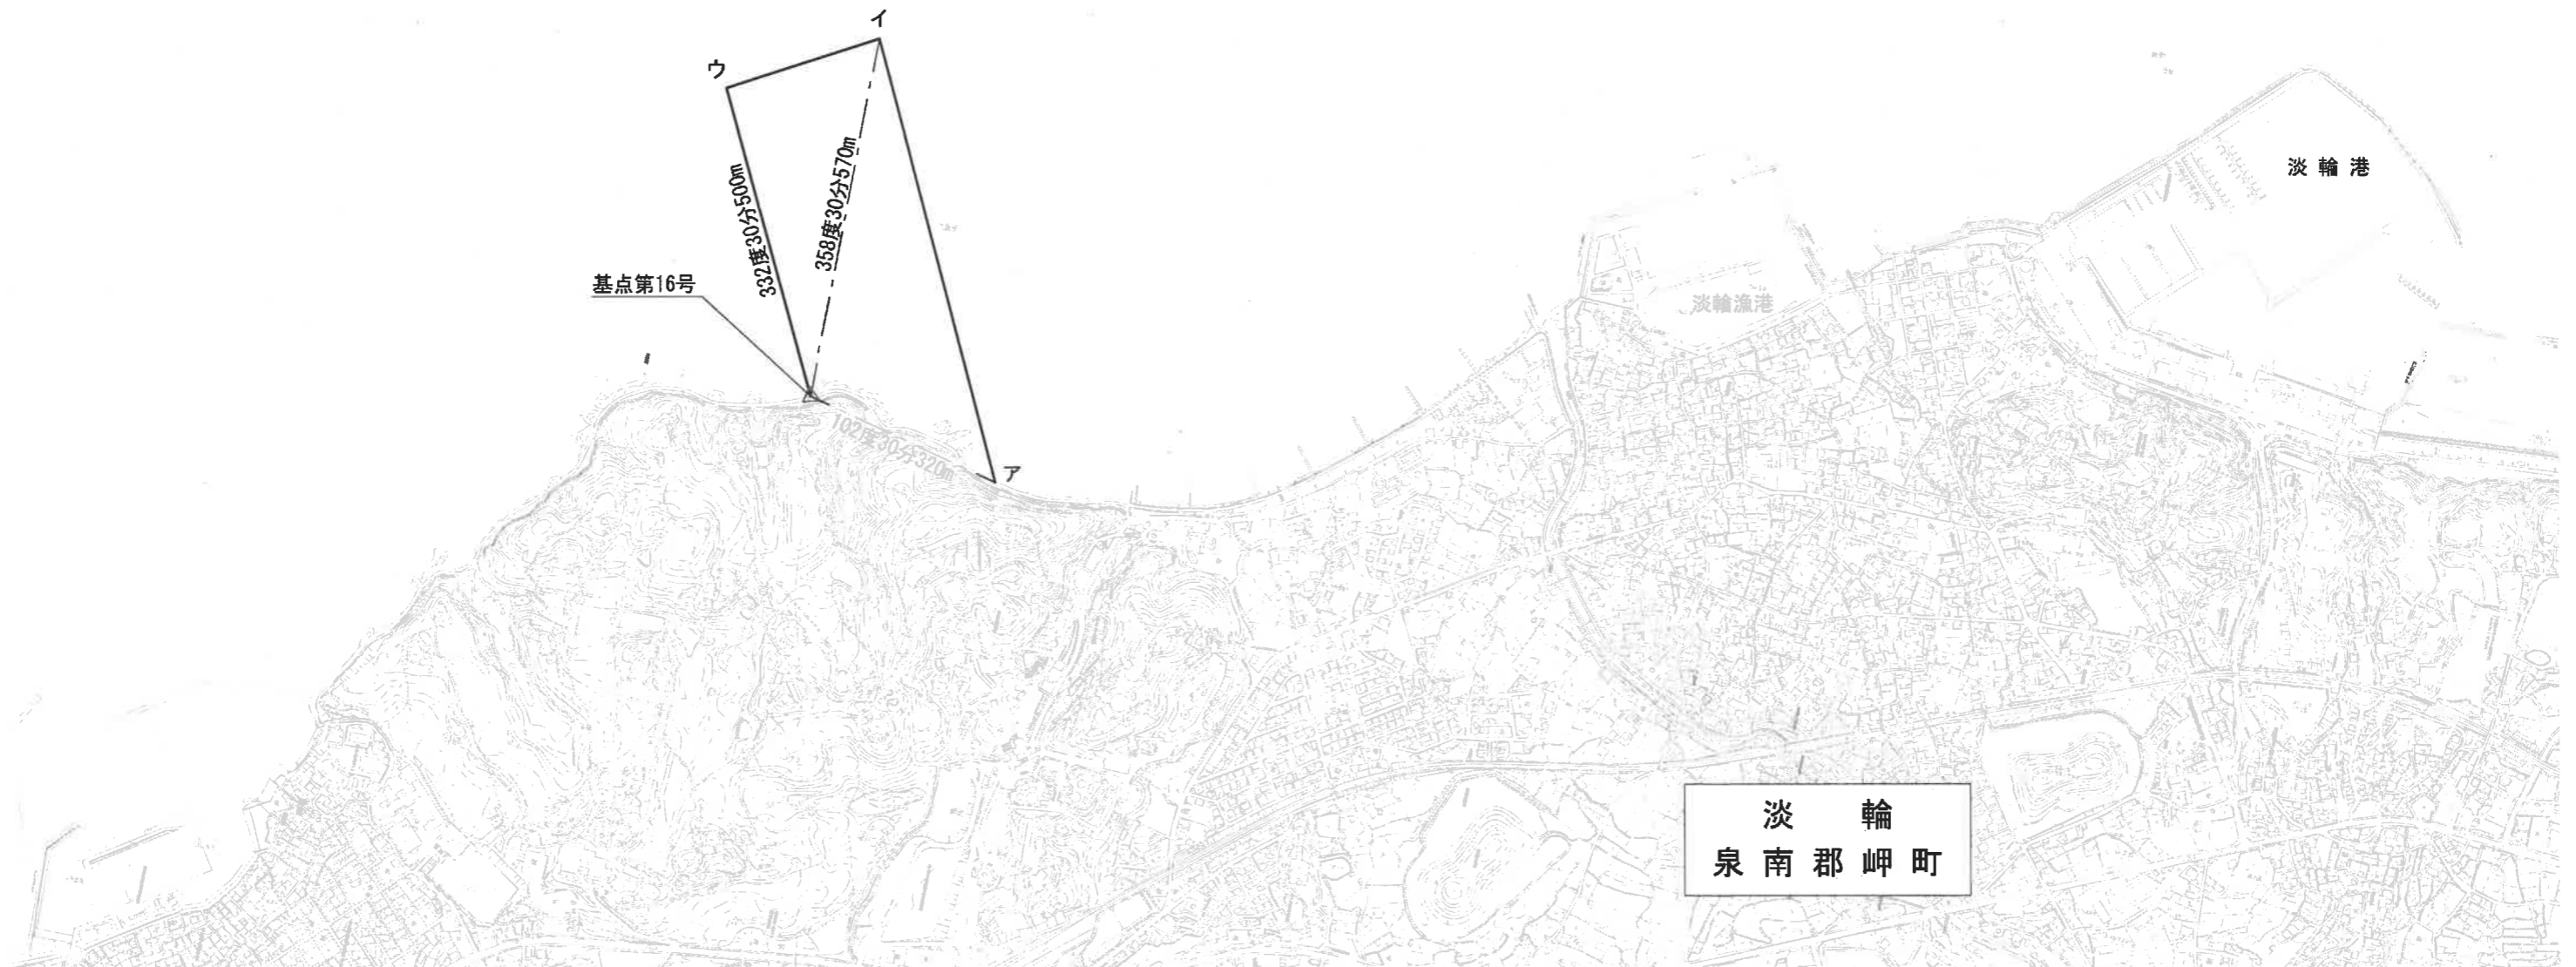 イ
ウ
淡輪港
358度30分570m
332度30分500m
基点第16号
淡輪漁港
102度30分320m
ア
淡輪
泉南郡岬町